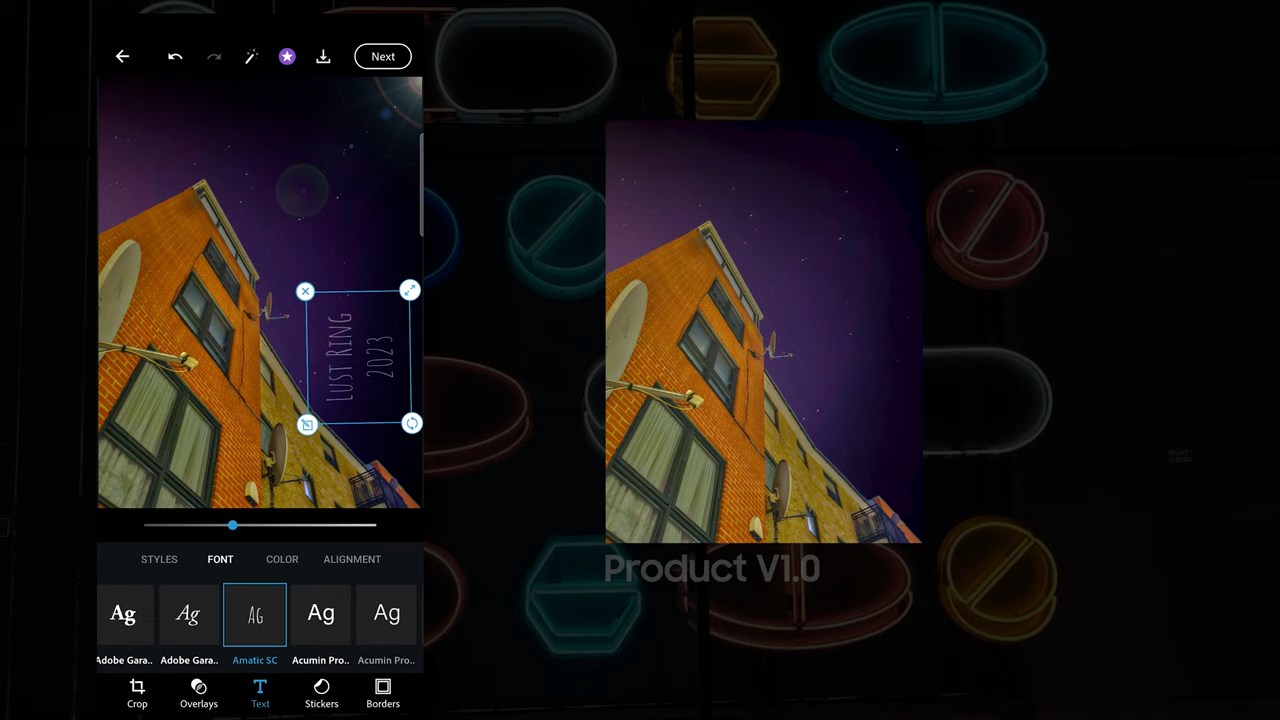 Next
LUST RING
2023
STYLES
FONT
COLOR
ALIGNMENT
Ag
Ag
Ag
Ag
Ag
Adobe Gara..
Adobe Gara..
Amatic SC
Acumin Pro..
Acumin Pro..
Crop
Overlays
Text
Stickers
Borders
Product V1.0